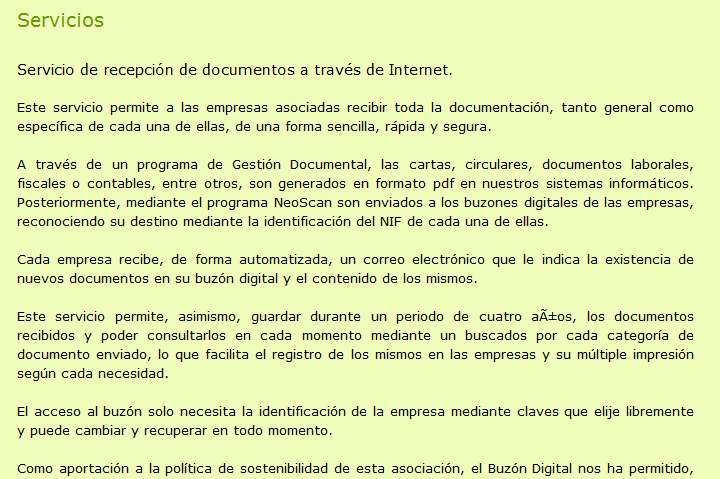 Servicios
Servicio de recepción de documentos a través de Internet.
Este servicio permite a las empresas asociadas recibir toda la documentación, tanto general como
específica de cada una de ellas, de una forma sencilla, rápida y segura.
A través de un programa de Gestión Documental, las cartas, circulares, documentos laborales,
fiscales o contables, entre otros, son generados en formato pdf en nuestros sistemas informáticos.
Posteriormente, mediante el programa NeoScan son enviados a los buzones digitales de las empresas,
reconociendo su destino mediante la identificación del NIF de cada una de ellas.
Cada empresa recibe, de forma automatizada, un correo electrónico que le indica la existencia de
nuevos documentos en su buzón digital y el contenido de los mismos.
Este servicio permite, asimismo, guardar durante un periodo de cuatro aÃ±os, los documentos
recibidos y poder consultarlos en cada momento mediante un buscados por cada categoría de
documento enviado, lo que facilita el registro de los mismos en las empresas y su múltiple impresión
según cada necesidad.
El acceso al buzón solo necesita la identificación de la empresa mediante claves que elije libremente
y puede cambiar y recuperar en todo momento.
Como aportación a la política de sostenibilidad de esta asociación, el Buzón Digital nos ha permitido,